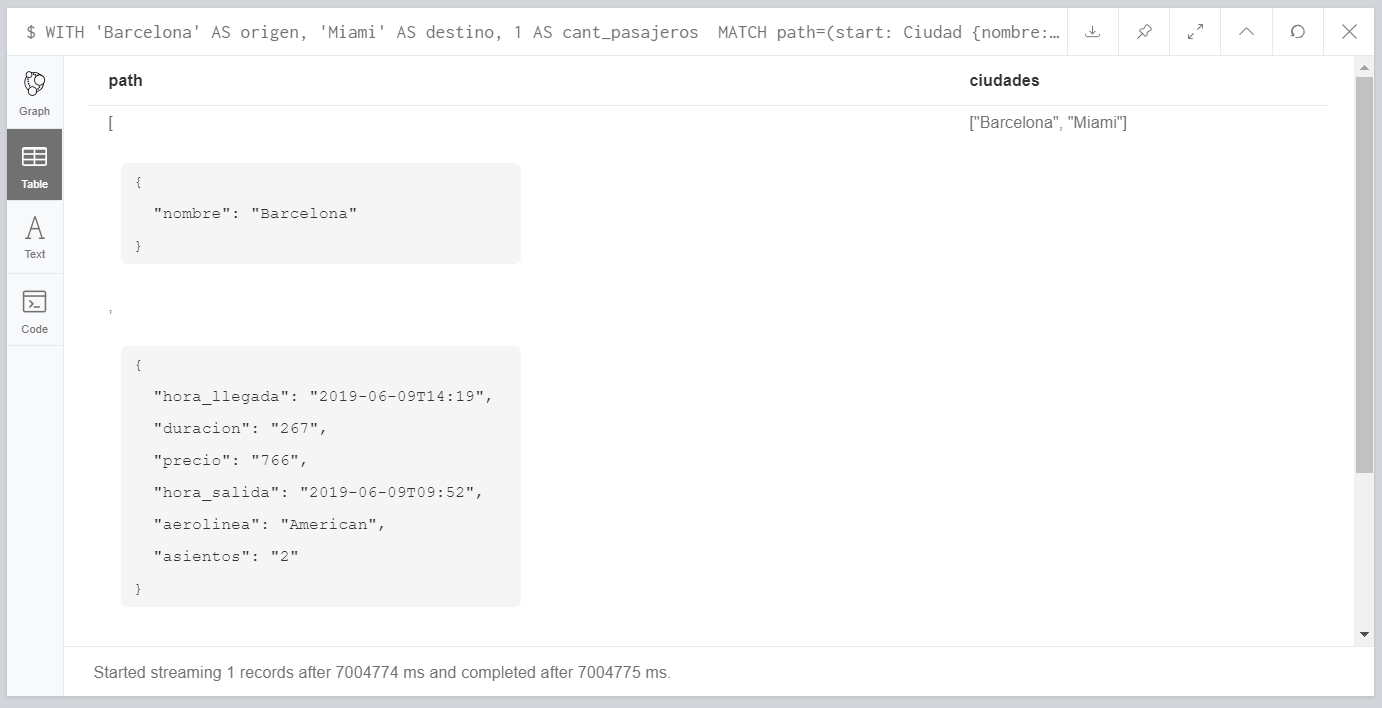 $ WITH 'Barcelona' AS origen, 'Miami' AS destino, 1 AS cant_pasajeros  MATCH path=(start: Ciudad {nombre:…
Graph
Table
Text
Code
path ciudades
[ ["Barcelona", "Miami"]
{
"nombre": "Barcelona"
}
,
{
"hora_llegada": "2019-06-09T14:19",
"duracion": "267",
"precio": "766",
"hora_salida": "2019-06-09T09:52",
"aerolinea": "American",
"asientos": "2"
}
Started streaming 1 records after 7004774 ms and completed after 7004775 ms.